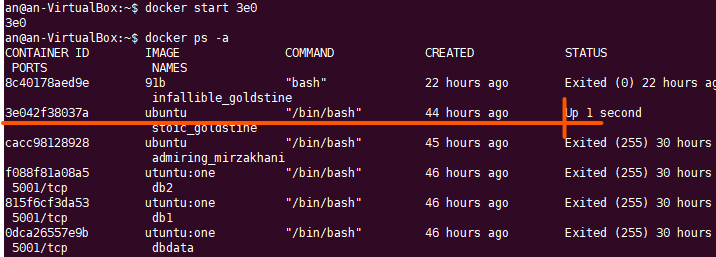 an@an-VirtualBox:~$ docker start 3e0
3e0
an@an-VirtualBox:~$ docker ps -a
CONTAINER ID IMAGE COMMAND CREATED STATUS
PORTS NAMES
8c40178aed9e 91b "bash" 22 hours ago Exited (0) 22 hours ag
infallible_goldstine
3e042f38037a ubuntu "/bin/bash" 44 hours ago Up 1 second
stoic_goldstine
cacc98128928 ubuntu "/bin/bash" 45 hours ago Exited (255) 30 hours
admiring_mirzakhani
f088f81a08a5 utuntu:one "/bin/bash" 46 hours ago Exited (255) 30 hours
5001/tcp db2
815f6cf3da53 utuntu:one "/bin/bash" 46 hours ago Exited (255) 30 hours
5001/tcp db1
0dca26557e9b utuntu:one "/bin/bash" 46 hours ago Exited (255) 30 hours
5001/tcp dbdata